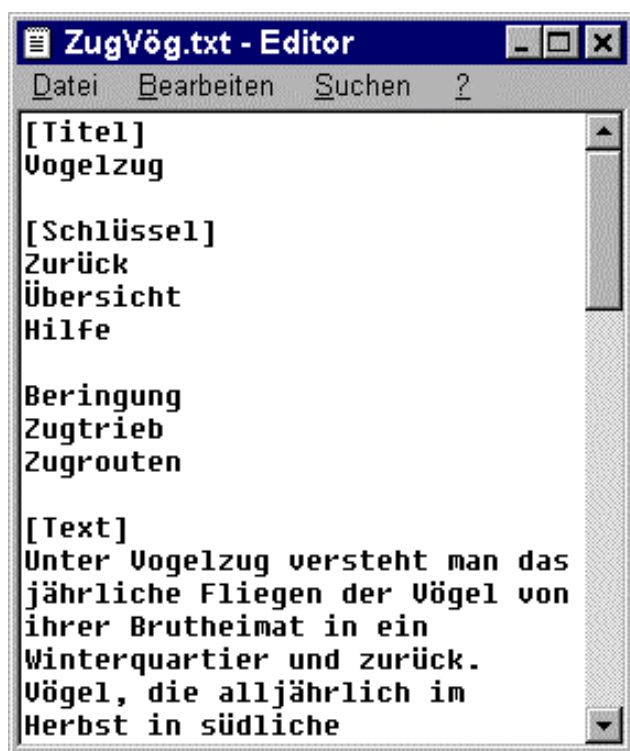 ZugVög.txt - Editor
Datei Bearbeiten Suchen ?
[Titel]
Vogelzug
[Schlüssel]
Zurück
Übersicht
Hilfe
Beringung
Zugtrieb
Zugrouten
[Text]
Unter Vogelzug versteht man das
jährliche Fliegen der Vögel von
ihrer Brutheimat in ein
Winterquartier und zurück.
Vögel, die alljährlich im
Herbst in südliche